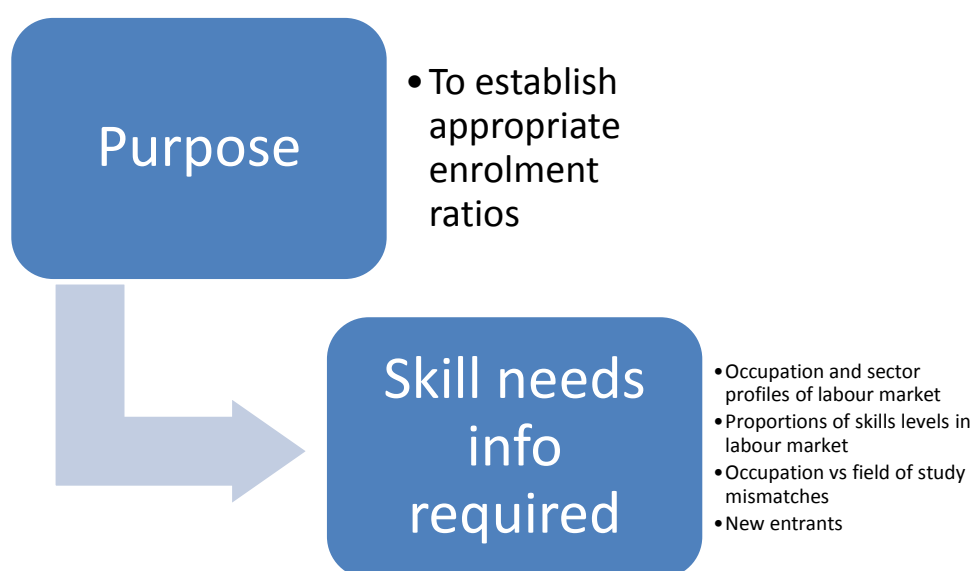 Purpose
•To establish
appropriate
enrolment
ratios
Skill needs
info
required
•Occupation and sector
profiles of labour market
•Proportions of skills levels in
labour market
•Occupation vs field of study
mismatches
•New entrants